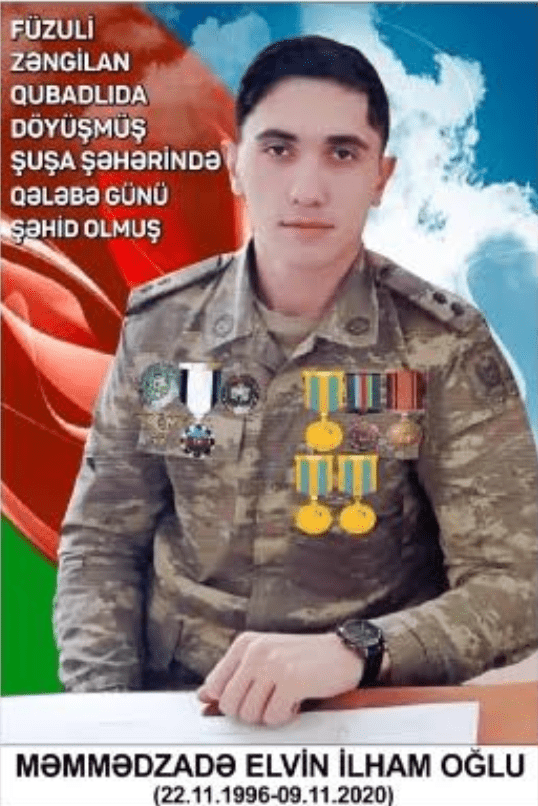 FÜZULİ
ZƏNGİLAN
QUBADLIDA
DÖYÜŞMÜŞ
ŞUŞA ŞƏHƏRİNDƏ
QƏLƏBƏ GÜNÜ
ŞƏHİD OLMUŞ
MƏMMƏDZADƏ ELVİN İLHAM OĞLU
(22.11.1996-09.11.2020)